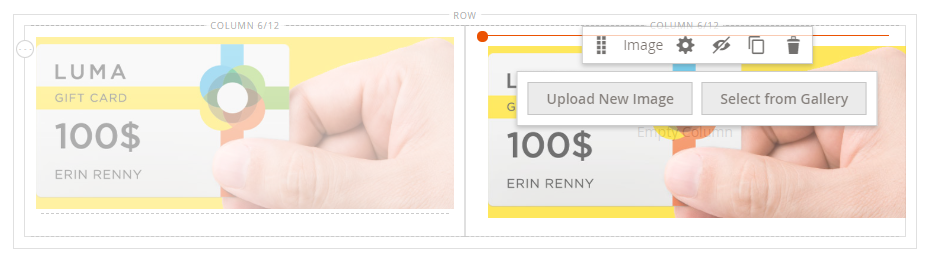 ROW
COLUMN 6/12
LUMA
GIFT CARD
100$
ERIN RENNY
COLUMN 6/12
Image
Upload New Image
Select from Gallery
Empty Column
100$
ERIN RENNY